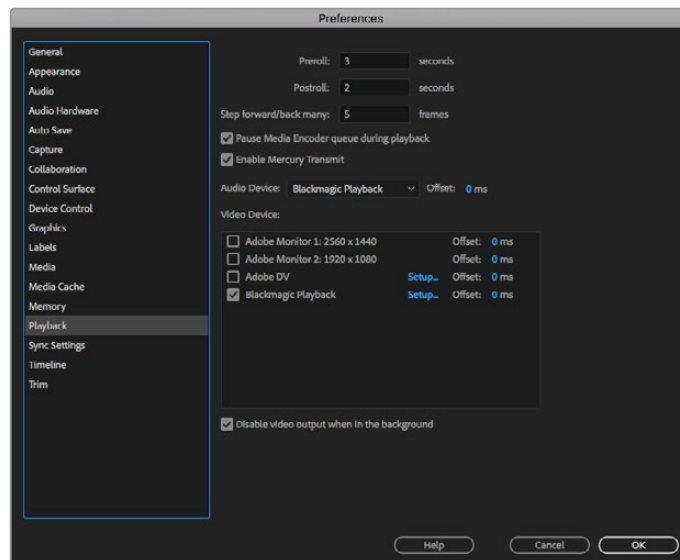 Preferences
General
Appearance
Audio
Audio Hardware
Auto Save
Capture
Collaboration
Control Surface
Device Control
Graphics
Labels
Media
Media Cache
Memory
Playback
Sync Settings
Timeline
Trim
Preroll: 3 seconds
Postroll: 2 seconds
Step forward/back many: 5 frames
Pause Media Encoder queue during playback
Enable Mercury Transmit
Audio Device: Blackmagic Playback Offset: 0 ms
Video Device:
Adobe Monitor 1: 2560 x 1440 Offset: 0 ms
Adobe Monitor 2: 1920 x 1080 Offset: 0 ms
Adobe DV Setup... Offset: 0 ms
Blackmagic Playback Setup... Offset: 0 ms
Disable video output when in the background
Help Cancel OK